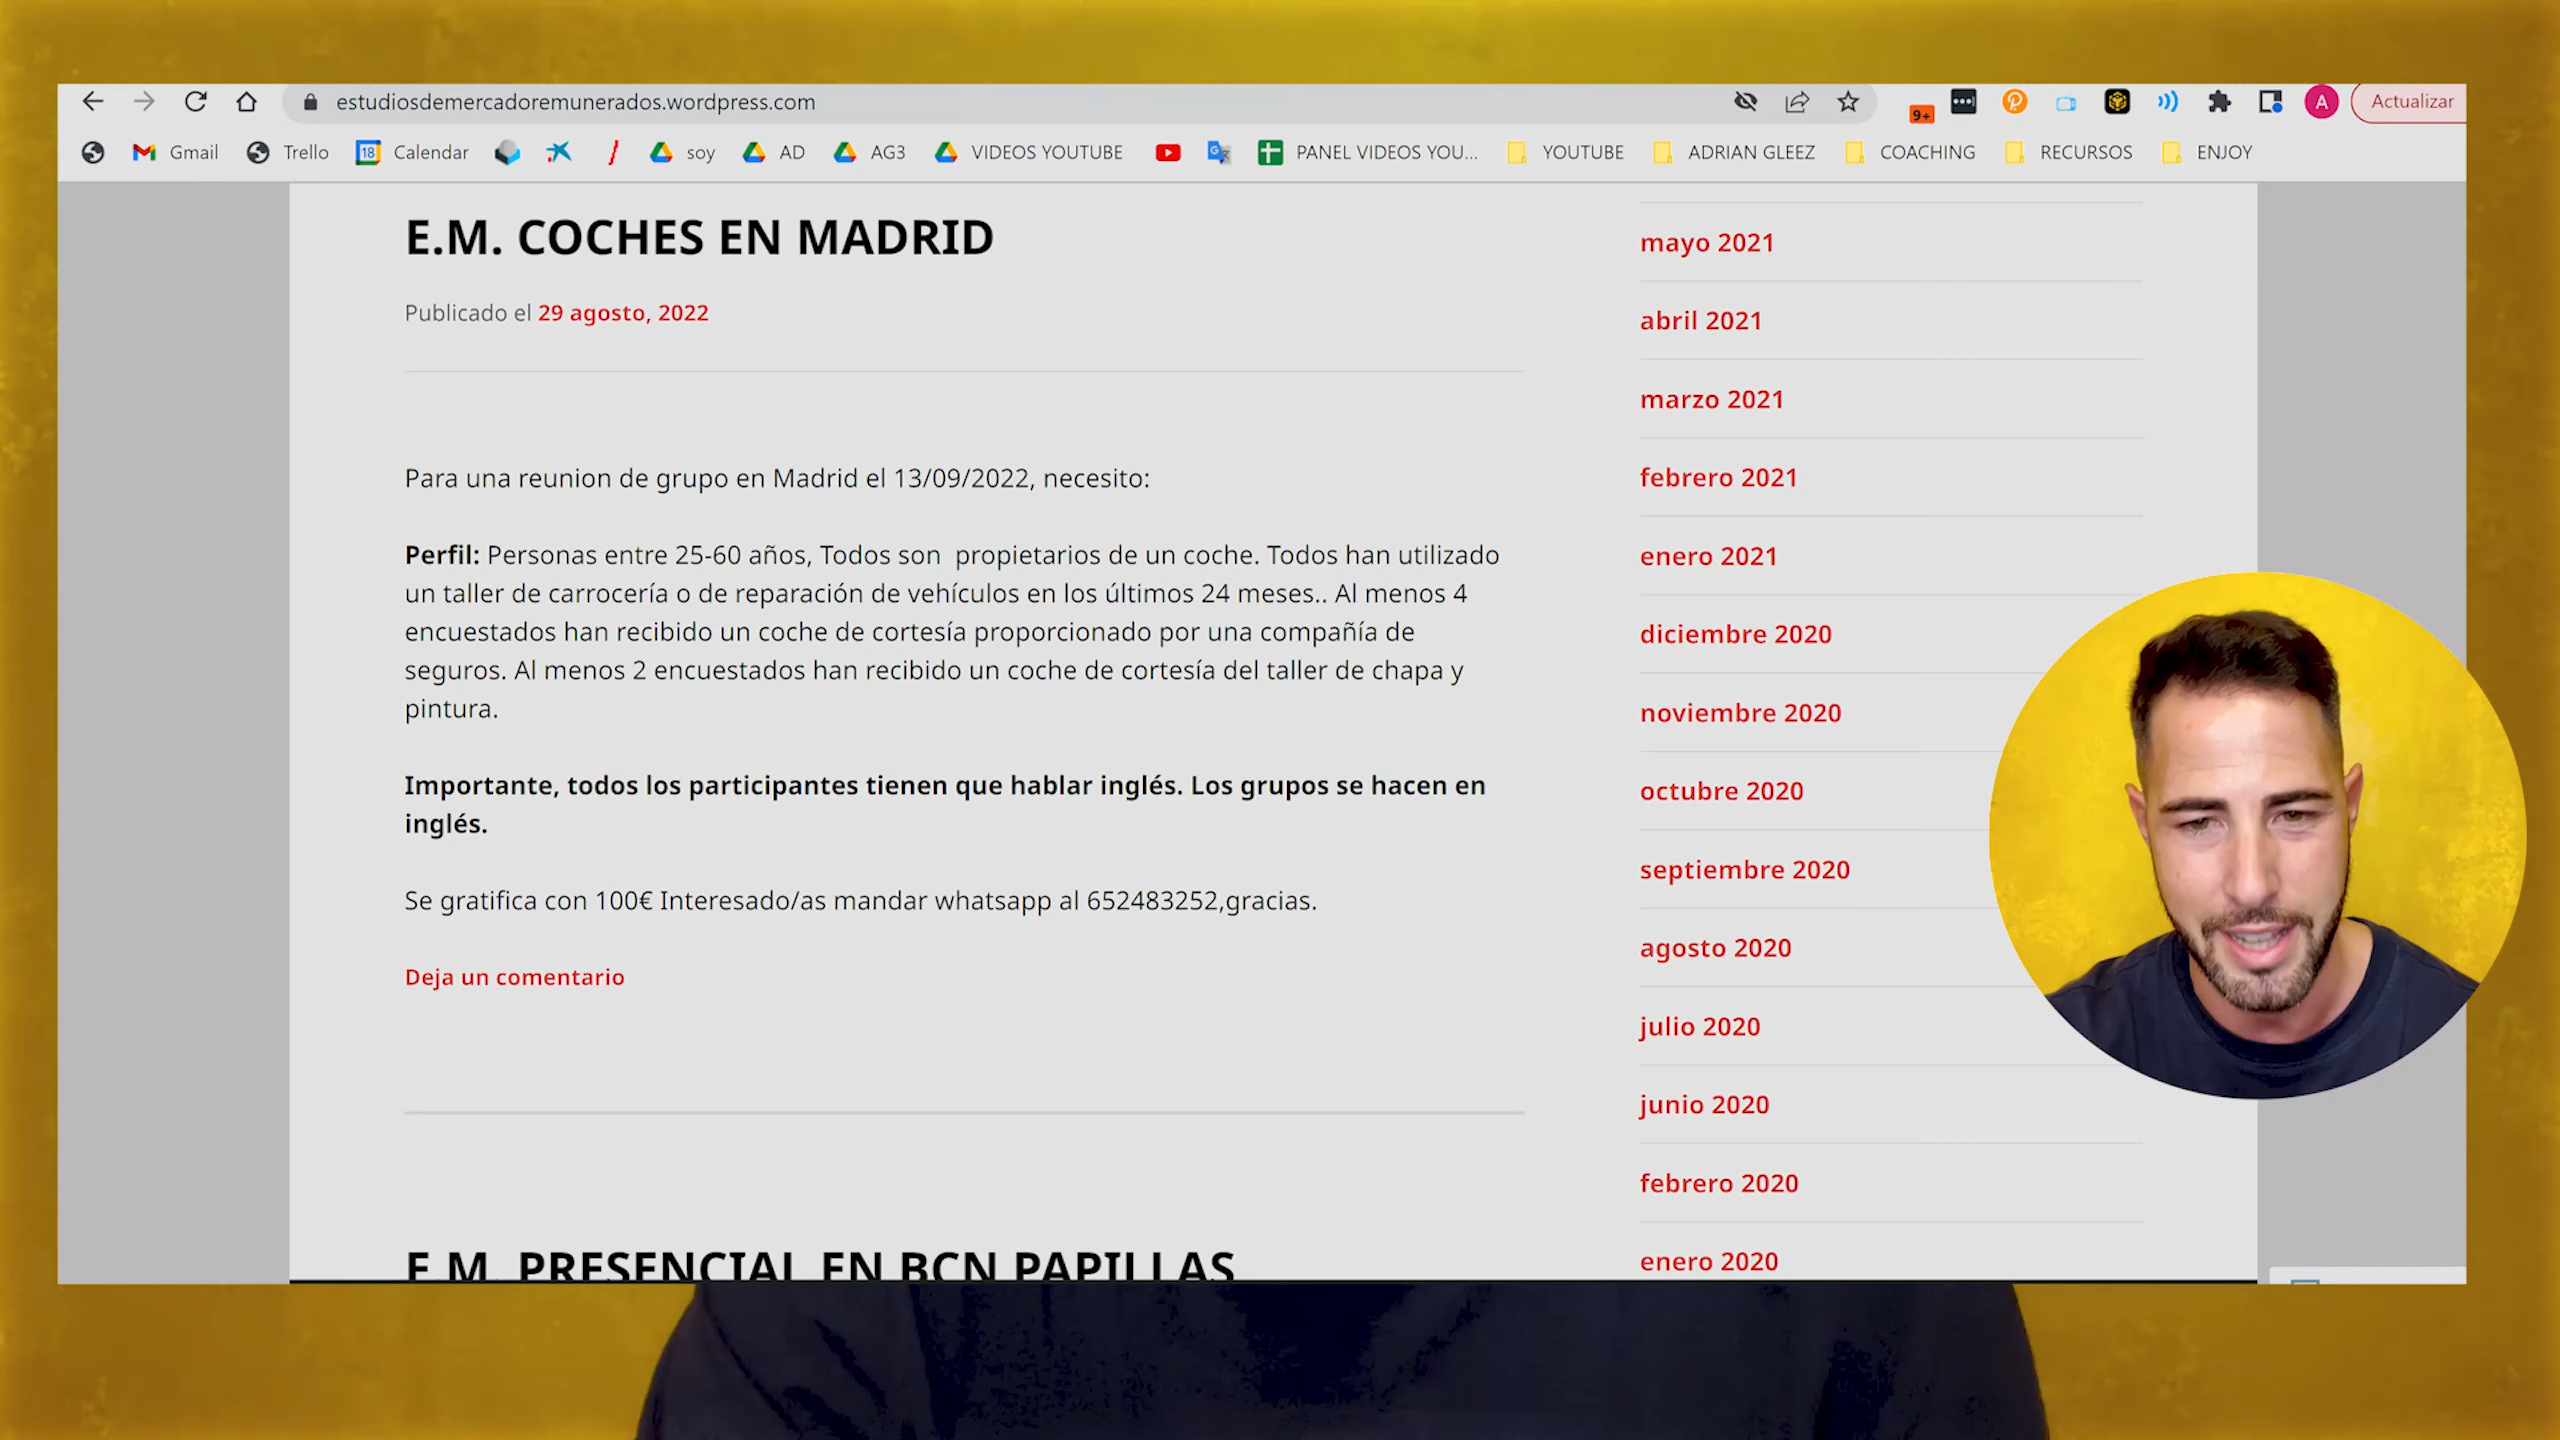 estudiosdemercadoremunerados.wordpress.com
9+
A
Actualizar
Gmail
Trello
18
Calendar
soy
AD
AG3
VIDEOS YOUTUBE
PANEL VIDEOS YOU...
YOUTUBE
ADRIAN GLEEZ
COACHING
RECURSOS
ENJOY
E.M. COCHES EN MADRID
Publicado el 29 agosto, 2022
Para una reunion de grupo en Madrid el 13/09/2022, necesito:
Perfil: Personas entre 25-60 años, Todos son  propietarios de un coche. Todos han utilizado
un taller de carrocería o de reparación de vehículos en los últimos 24 meses.. Al menos 4
encuestados han recibido un coche de cortesía proporcionado por una compañía de
seguros. Al menos 2 encuestados han recibido un coche de cortesía del taller de chapa y
pintura.
Importante, todos los participantes tienen que hablar inglés. Los grupos se hacen en
inglés.
Se gratifica con 100€ Interesado/as mandar whatsapp al 652483252,gracias.
Deja un comentario
E.M. PRESENCIAL EN BCN PAPILLAS
mayo 2021
abril 2021
marzo 2021
febrero 2021
enero 2021
diciembre 2020
noviembre 2020
octubre 2020
septiembre 2020
agosto 2020
julio 2020
junio 2020
febrero 2020
enero 2020